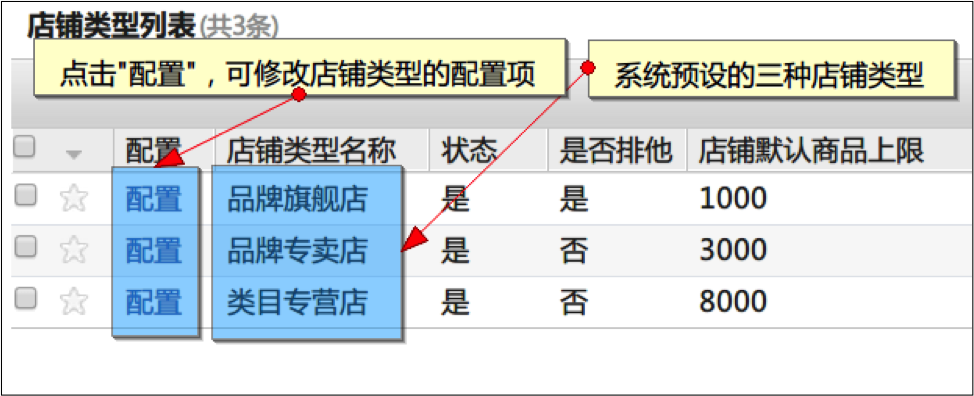 店铺类型列表(共3条)
点击"配置"，可修改店铺类型的配置项
系统预设的三种店铺类型
配置 店铺类型名称 状态 是否排他 店铺默认商品上限
配置 品牌旗舰店 是 是 1000
配置 品牌专卖店 是 否 3000
配置 类目专营店 是 否 8000